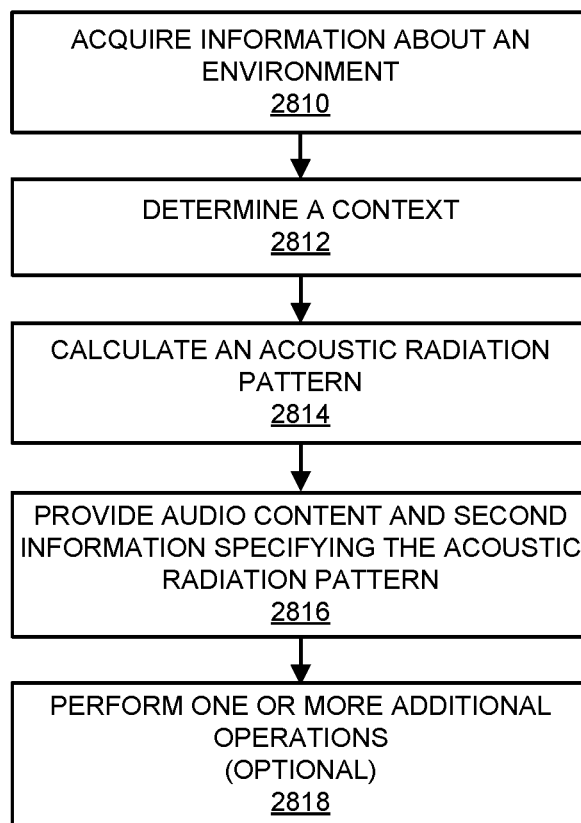 ACQUIRE INFORMATION ABOUT AN
ENVIRONMENT
2810
DETERMINE A CONTEXT
2812
CALCULATE AN ACOUSTIC RADIATION
PATTERN
2814
PROVIDE AUDIO CONTENT AND SECOND
INFORMATION SPECIFYING THE ACOUSTIC
RADIATION PATTERN
2816
PERFORM ONE OR MORE ADDITIONAL
OPERATIONS
(OPTIONAL)
2818